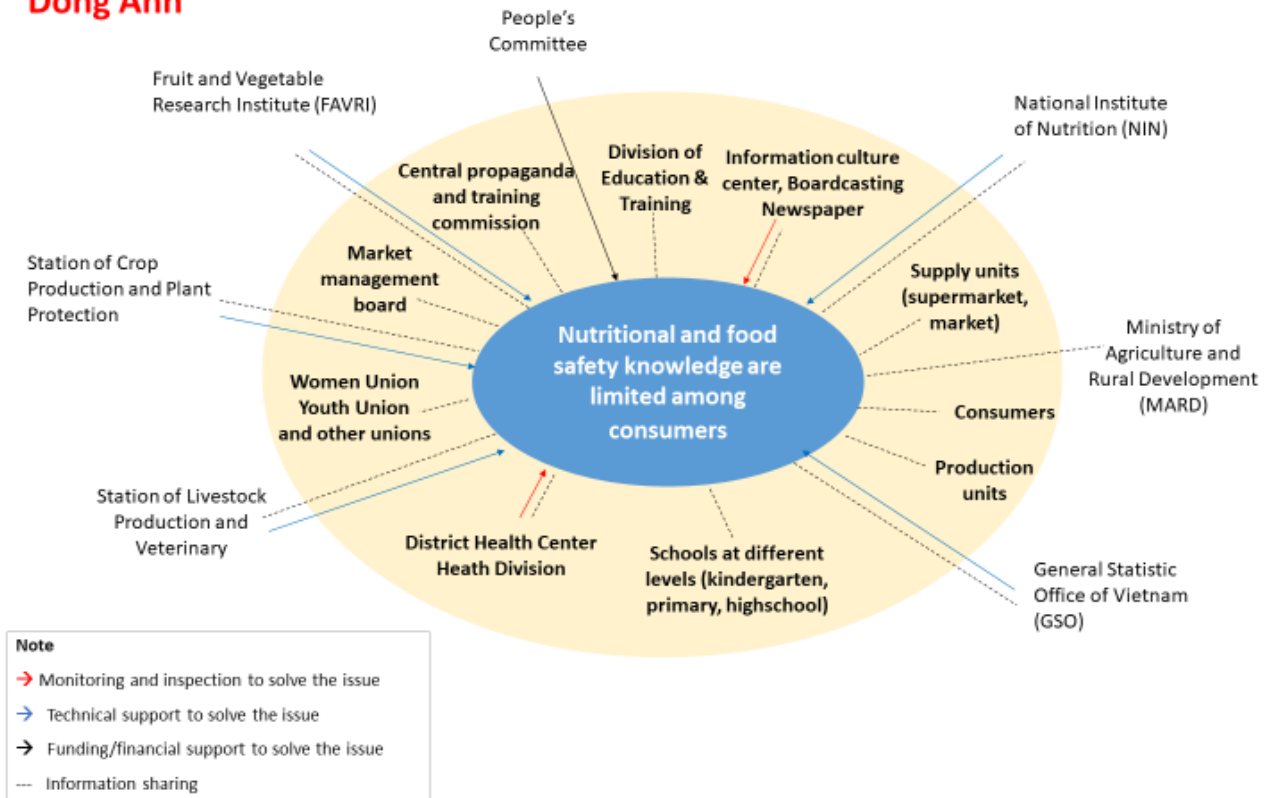 Dong Anh
People's
Committee
Fruit and Vegetable
Research Institute (FAVRI)
National Institute
of Nutrition (NIN)
Central propaganda
and training
commission
Division of
Education &
Training
Information culture
center, Boardcasting
Newspaper
Market
management
board
Station of Crop
Production and Plant
Protection
Supply units
(supermarket,
market)
Nutritional and food
safety knowledge are
limited among
consumers
Ministry of
Agriculture and
Rural Development
(MARD)
Women Union
Youth Union
and other unions
Consumers
Production
units
Station of Livestock
Production and
Veterinary
District Health Center
Heath Division
Schools at different
levels (kindergarten,
primary, highschool)
General Statistic
Office of Vietnam
(GSO)
Note
→ Monitoring and inspection to solve the issue
→ Technical support to solve the issue
→ Funding/financial support to solve the issue
--- Information sharing